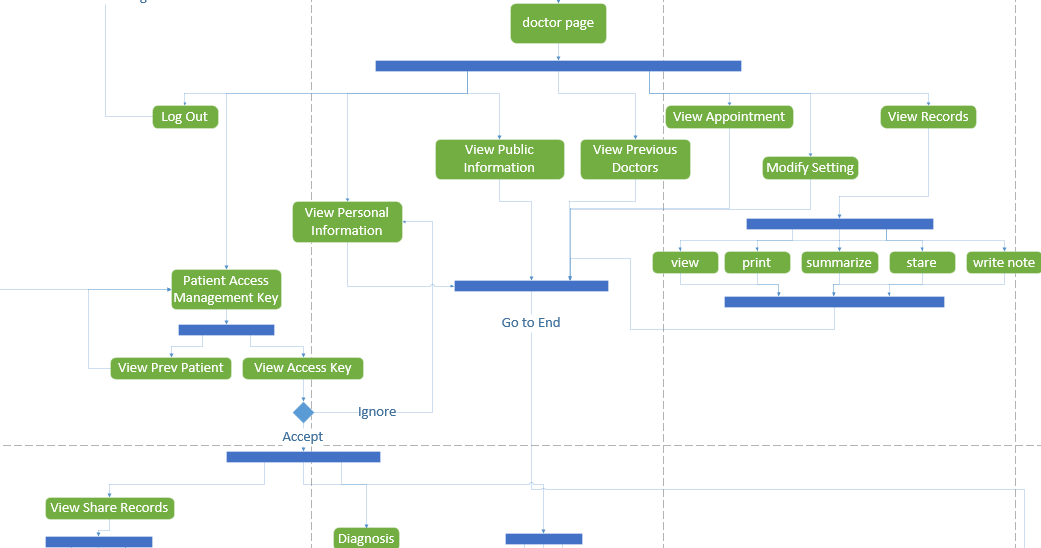 doctor page
Log Out
View Appointment
View Records
View Public
Information
View Previous
Doctors
Modify Setting
View Personal
Information
view
print
summarize
stare
write note
Patient Access
Management Key
Go to End
View Prev Patient
View Access Key
Ignore
Accept
View Share Records
Diagnosis